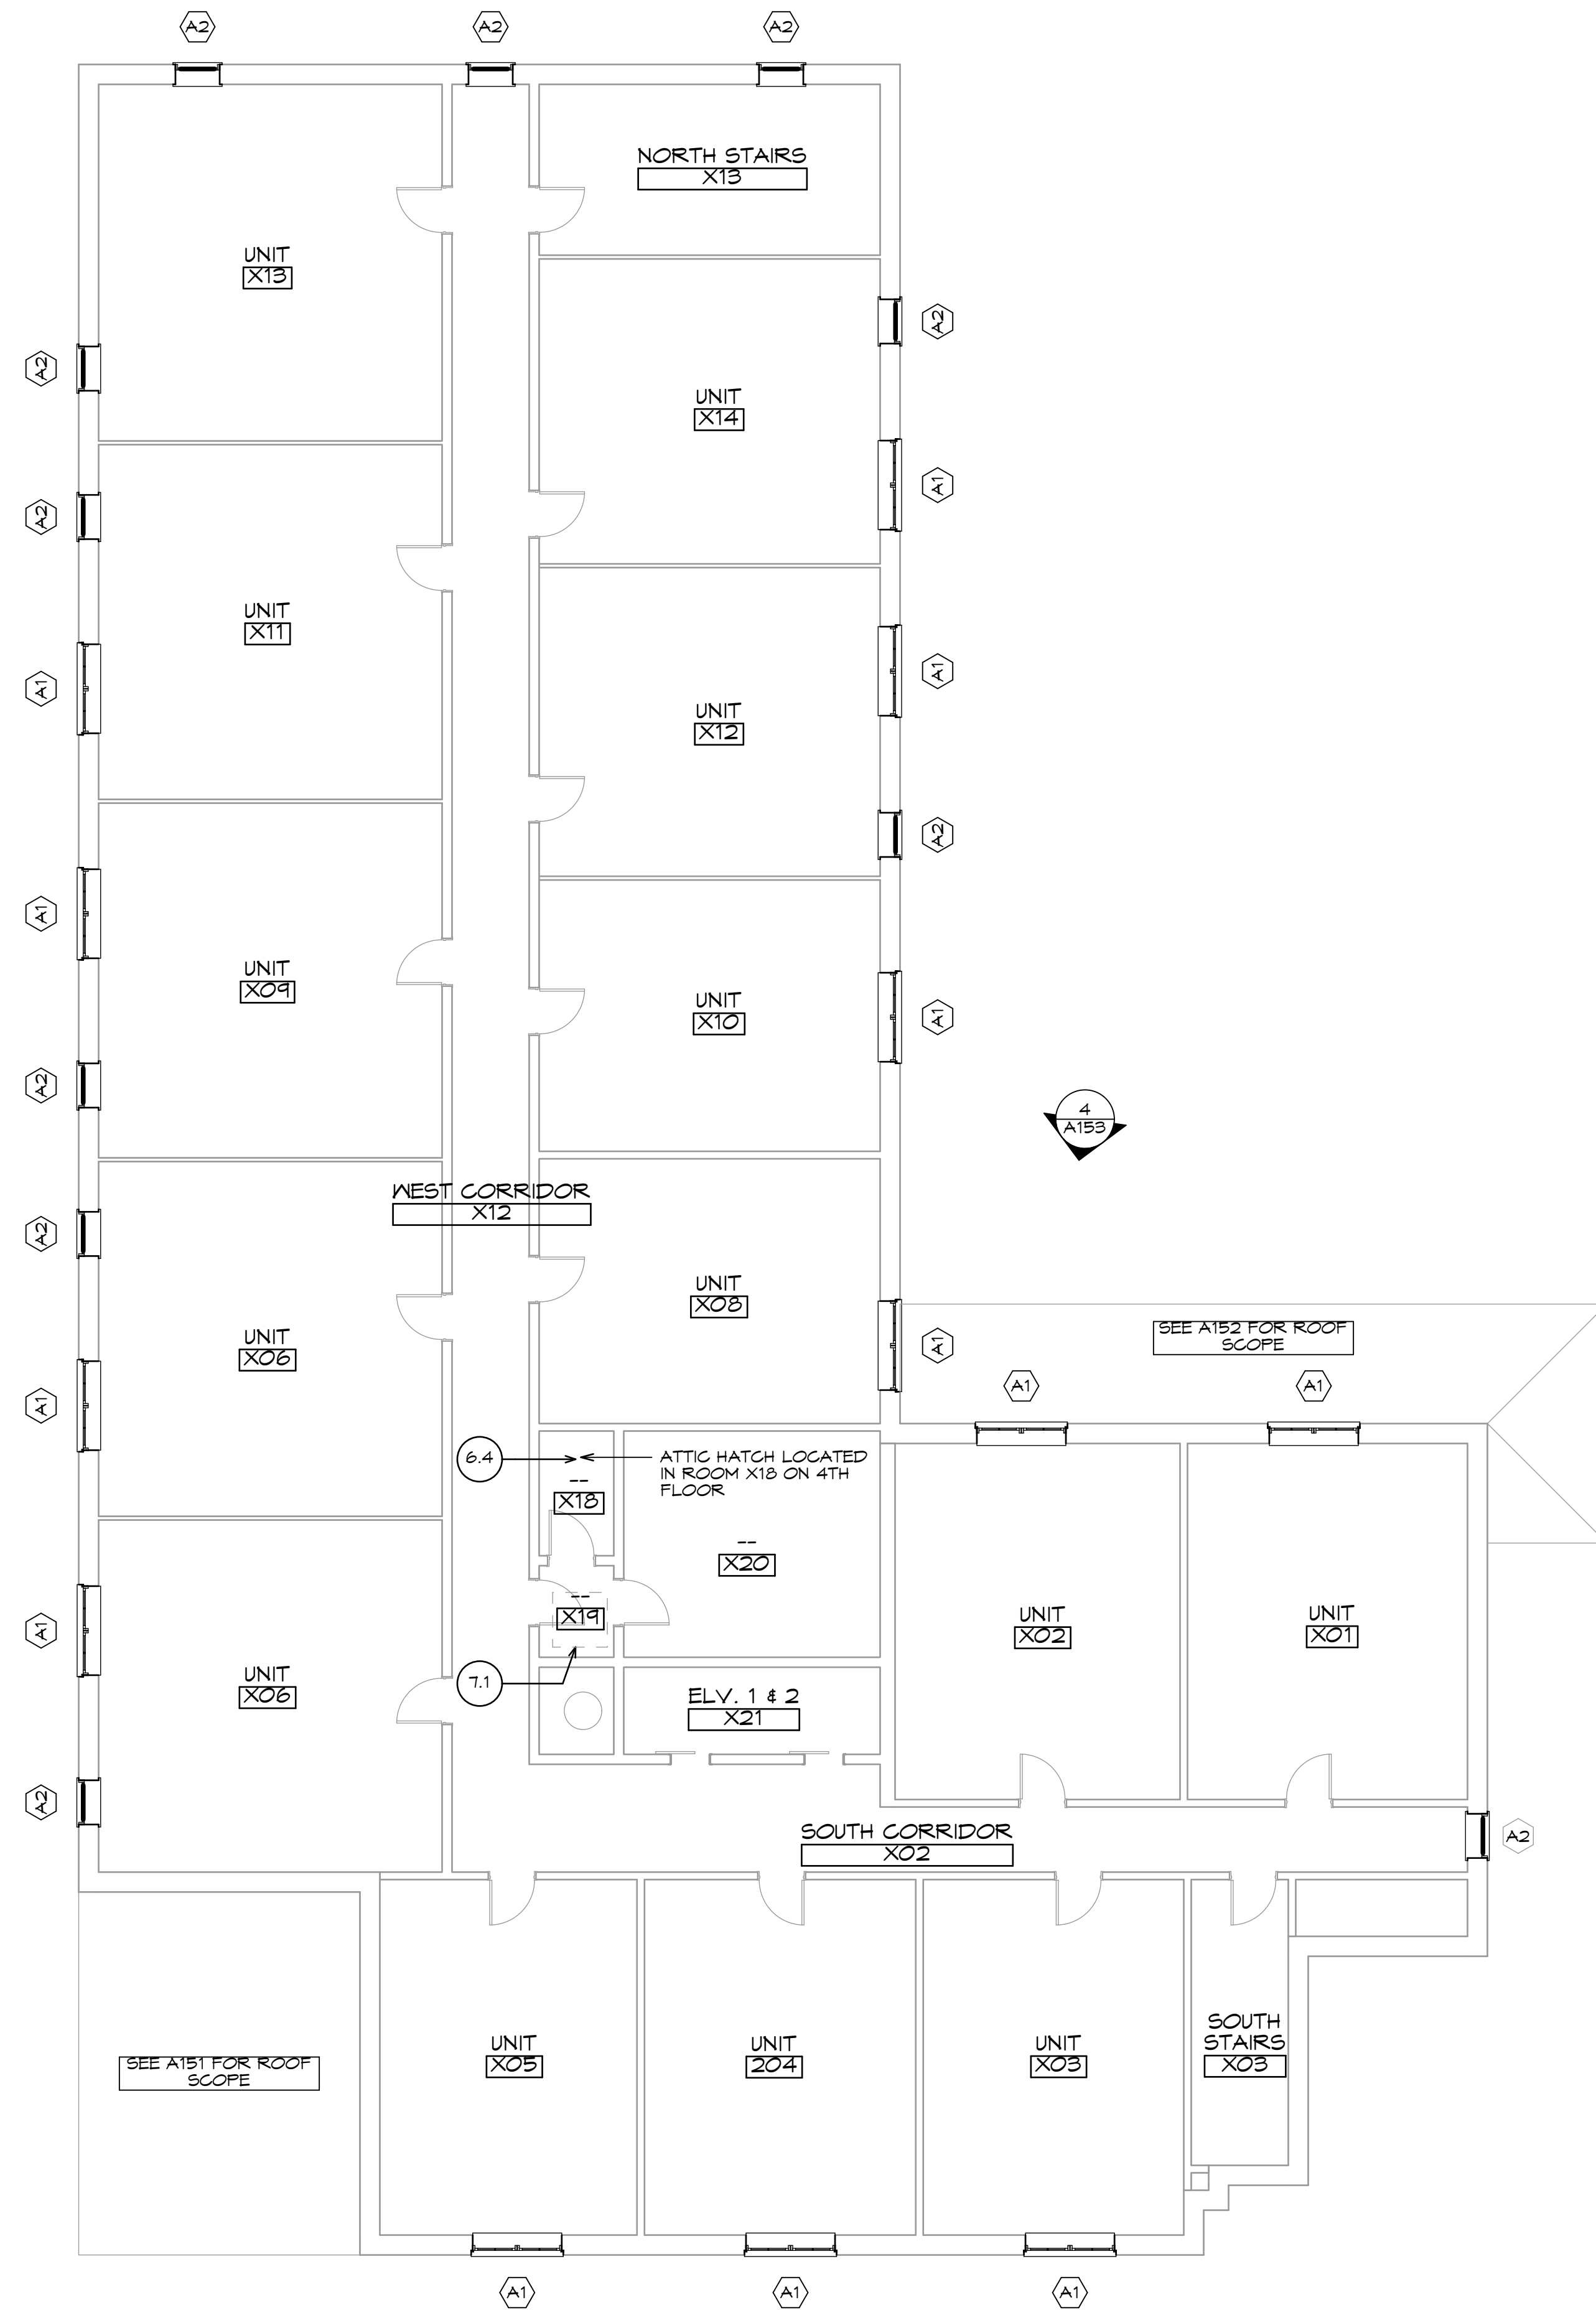 A2
A2
A2
NORTH STAIRS
X13
UNIT
X13
A2
A2
UNIT
X14
A1
A2
UNIT
X11
A1
A1
UNIT
X12
A2
A1
UNIT
X09
UNIT
X10
A1
A2
4
A153
WEST CORRIDOR
X12
A2
UNIT
X08
UNIT
X06
A1
A1
SEE A152 FOR ROOF
SCOPE
A1
A1
6.4
ATTIC HATCH LOCATED
IN ROOM X18 ON 4TH
FLOOR
--
X18
--
X20
--
X19
UNIT
X02
UNIT
X01
A1
UNIT
X06
7.1
ELV. 1 & 2
X21
A2
SOUTH CORRIDOR
X02
A2
SEE A151 FOR ROOF
SCOPE
UNIT
X05
UNIT
204
UNIT
X03
SOUTH
STAIRS
X03
A1
A1
A1